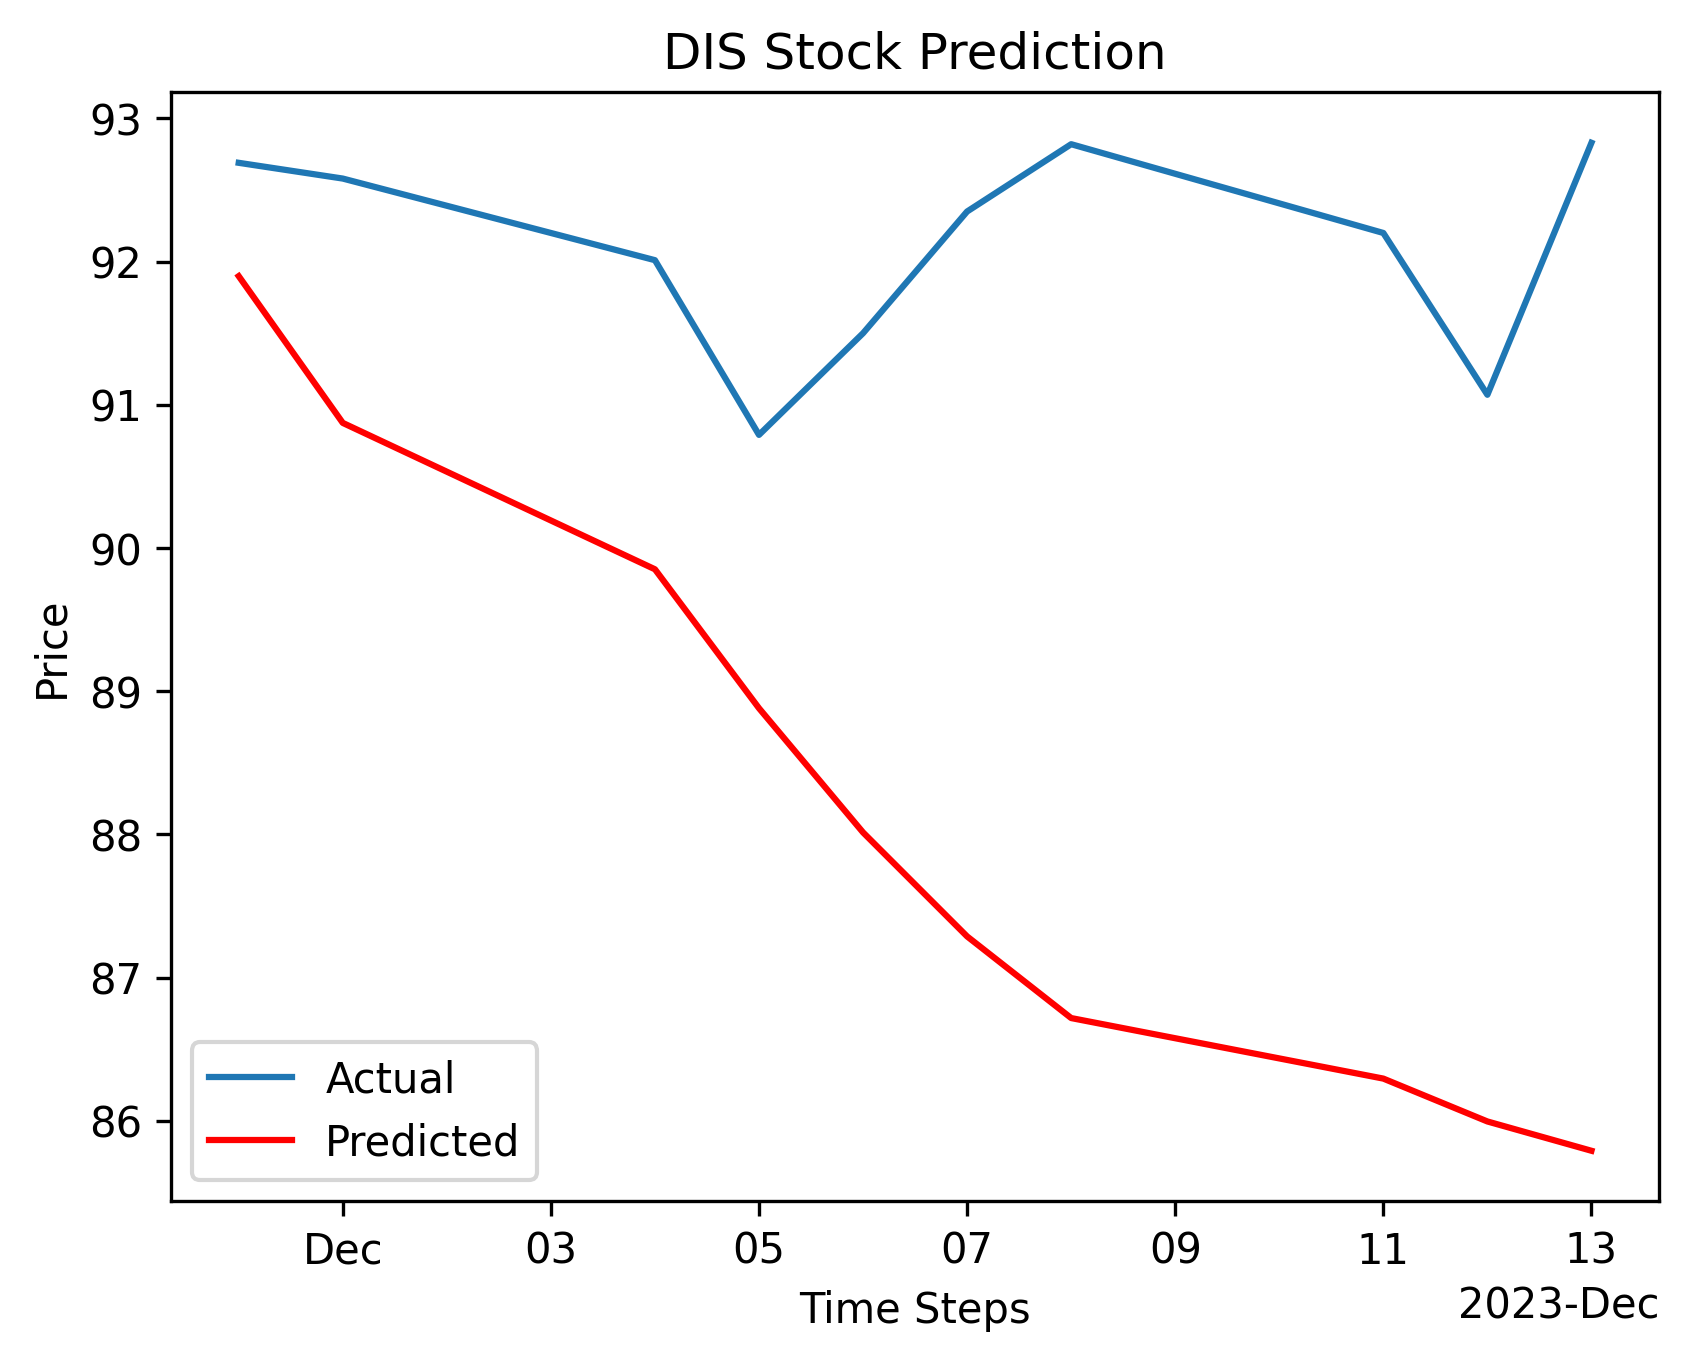 DIS Stock Prediction
93
92
91
90
89
88
87
86
Price
Actual
Predicted
Dec 03 05 07 09 11 13
2023-Dec
Time Steps